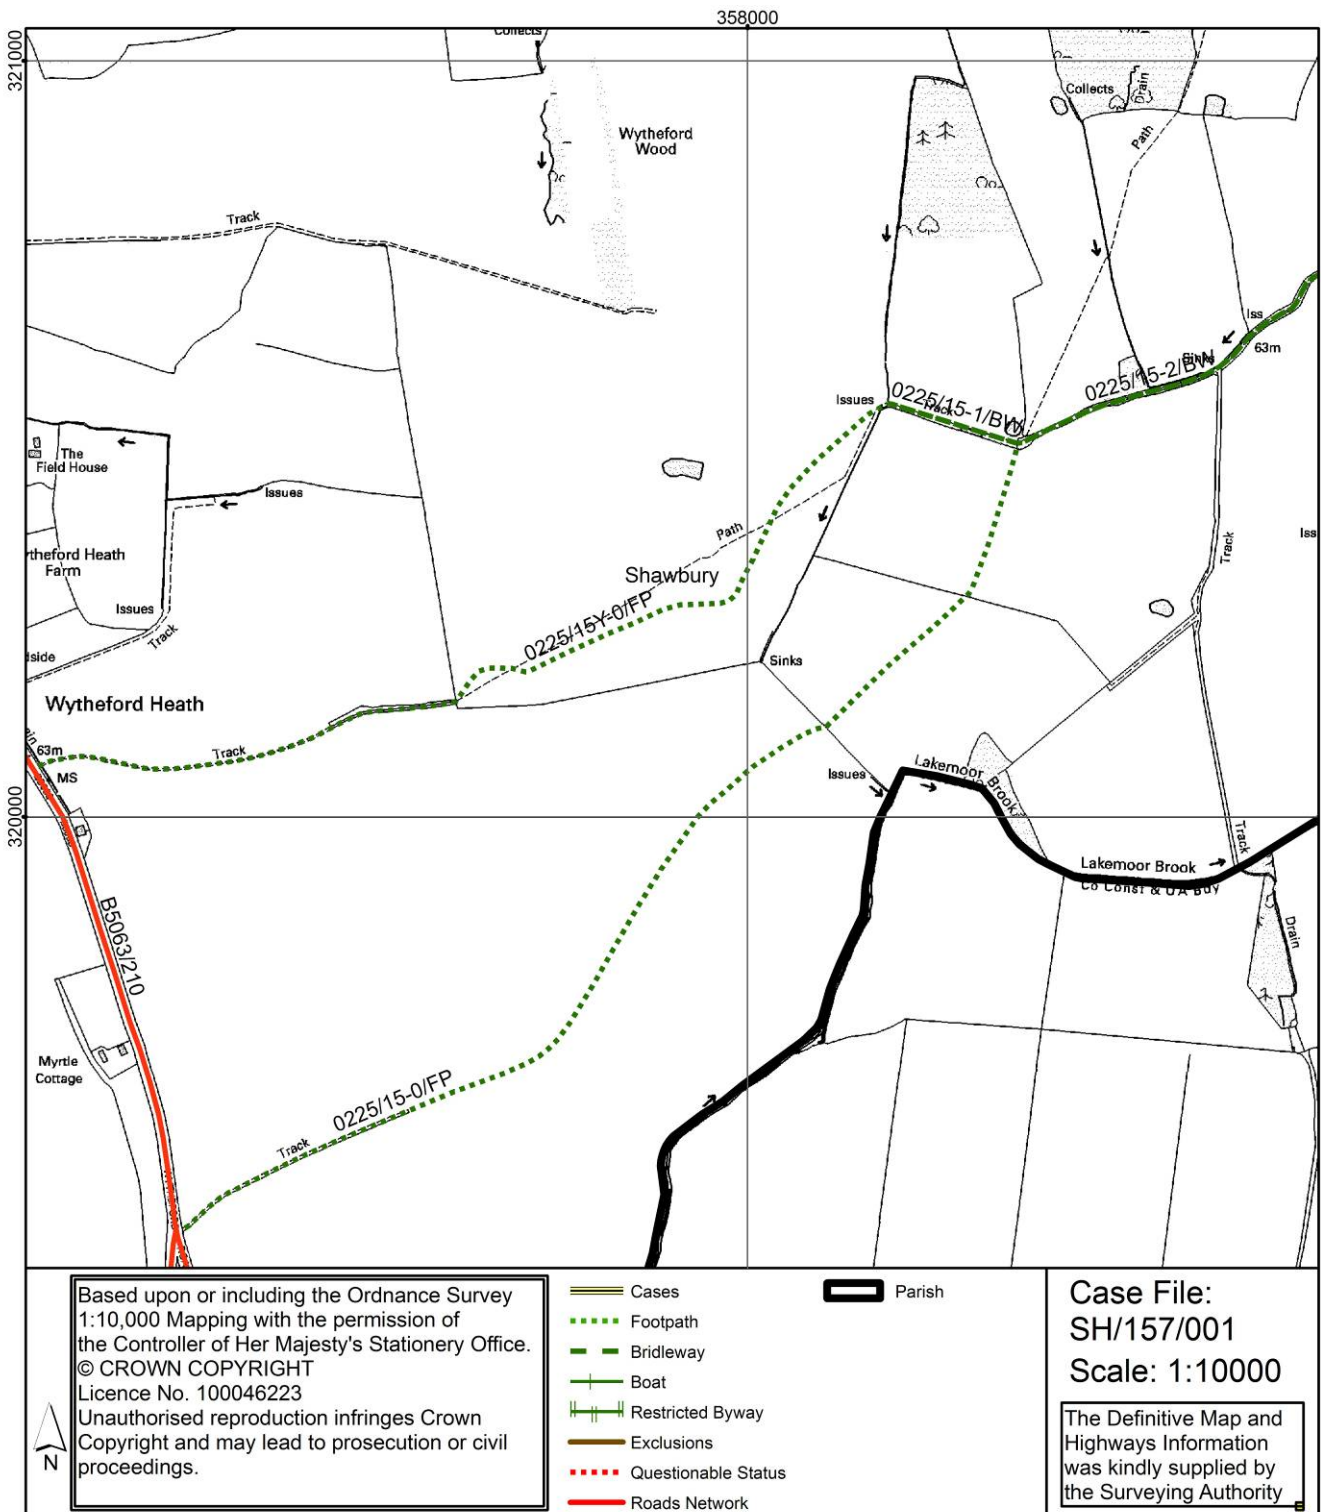 358000
321000
Collects
Wytheford
Wood
Collects
Drain
Path
Track
Iss
63m
Sinks
0225/15-2/BW
0225/15-1/BW
Track
Issues
The
Field House
Issues
Path
Track
Iss
ytheford Heath
Farm
Shawbury
0225/15Y-0/FP
Issues
Track
dside
Sinks
Wytheford Heath
Track
63m
MS
Lakemoor
Brook
Issues
320000
Track
Lakemoor Brook
Co Const & UA Bdy
B5063/210
Drain
Myrtle
Cottage
0225/15-0/FP
Track
Based upon or including the Ordnance Survey
1:10,000 Mapping with the permission of
the Controller of Her Majesty's Stationery Office.
© CROWN COPYRIGHT
Licence No. 100046223
Unauthorised reproduction infringes Crown
Copyright and may lead to prosecution or civil
proceedings.
N
Cases
Footpath
Bridleway
Boat
Restricted Byway
Exclusions
Questionable Status
Roads Network
Parish
Case File:
SH/157/001
Scale: 1:10000
The Definitive Map and
Highways Information
was kindly supplied by
the Surveying Authority